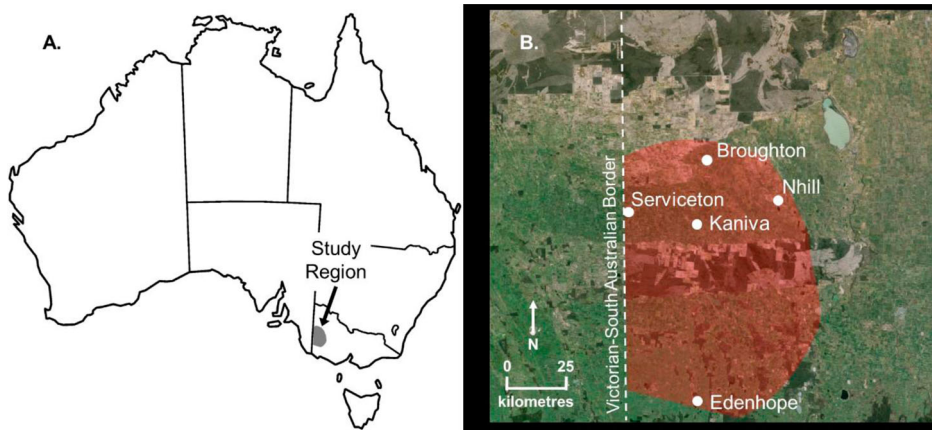 A.
Study
Region
B.
Broughton
Nhill
Serviceton
Kaniva
Victorian-South Australian Border
N
0 25
kilometres
Edenhope